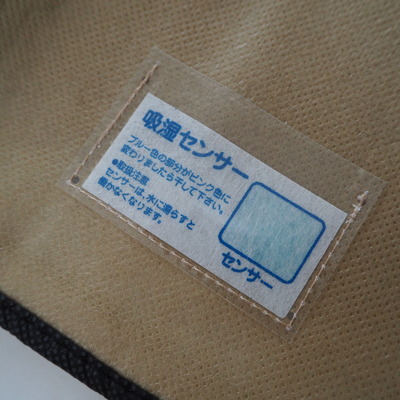 吸湿センサー
ブルー色の部分がピンク色に
変わりましたら干して下さい。
●取扱注意
センサーは、水に濡らすと
働かなくなります。
センサー